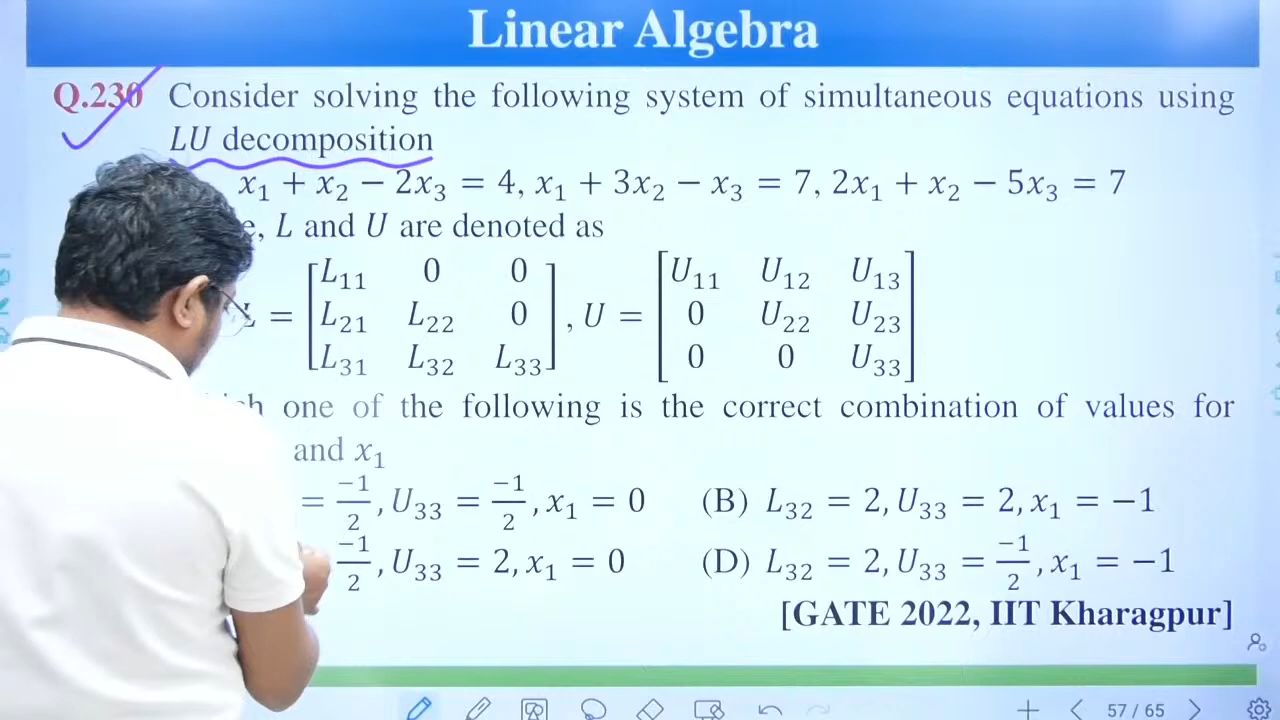 Linear Algebra
Q.230 Consider solving the following system of simultaneous equations using
LU decomposition
x₁ + x₂ − 2x₃ = 4, x₁ + 3x₂ − x₃ = 7, 2x₁ + x₂ − 5x₃ = 7
L and U are denoted as
= [L₁₁ 0 0] [U₁₁ U₁₂ U₁₃]
[L₂₁ L₂₂ 0] , U = [0 U₂₂ U₂₃]
[L₃₁ L₃₂ L₃₃] [0 0 U₃₃]
one of the following is the correct combination of values for
and x₁
= -1/2, U₃₃ = -1/2, x₁ = 0 (B) L₃₂ = 2, U₃₃ = 2, x₁ = −1
-1/2, U₃₃ = 2, x₁ = 0 (D) L₃₂ = 2, U₃₃ = -1/2, x₁ = −1
[GATE 2022, IIT Kharagpur]
57 / 65